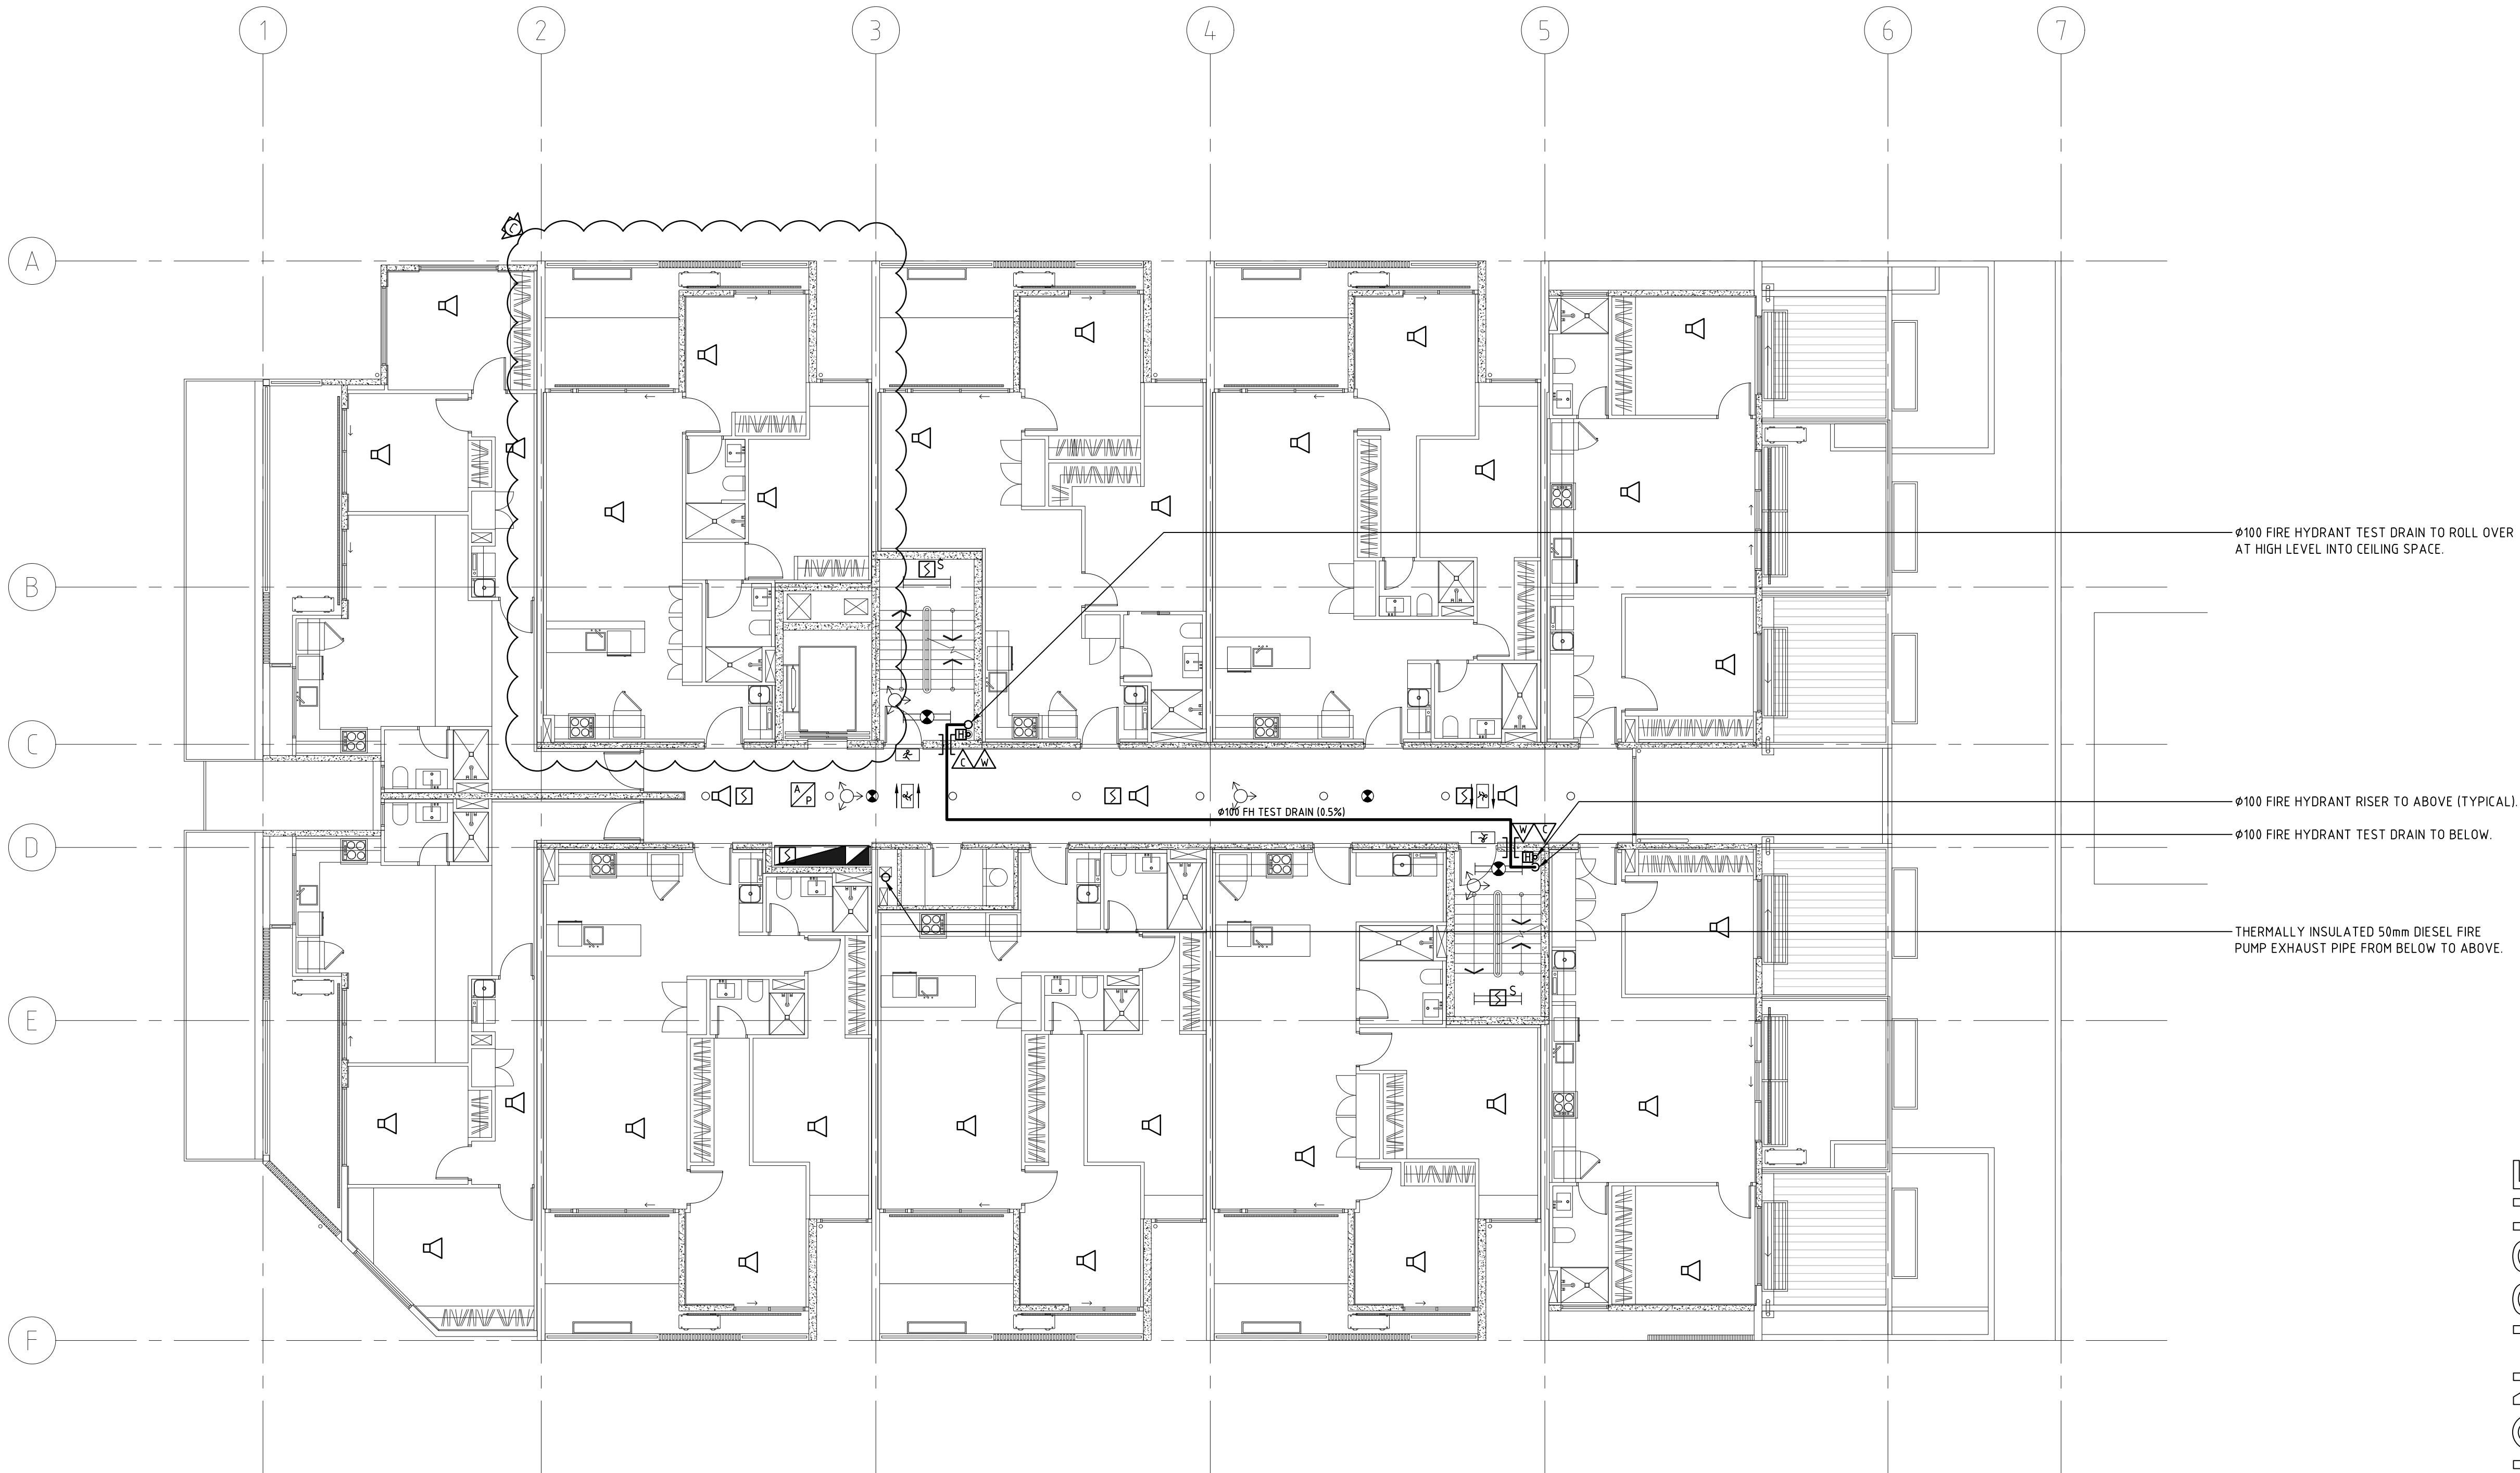 1 2 3 4 5 6 7
C
A
Ø100 FIRE HYDRANT TEST DRAIN TO ROLL OVER
AT HIGH LEVEL INTO CEILING SPACE.
S
B
H
C
C W
A/P
Ø100 FIRE HYDRANT RISER TO ABOVE (TYPICAL).
Ø100 FH TEST DRAIN (0.5%)
W C
Ø100 FIRE HYDRANT TEST DRAIN TO BELOW.
D
H
THERMALLY INSULATED 50mm DIESEL FIRE
PUMP EXHAUST PIPE FROM BELOW TO ABOVE.
S
E
F